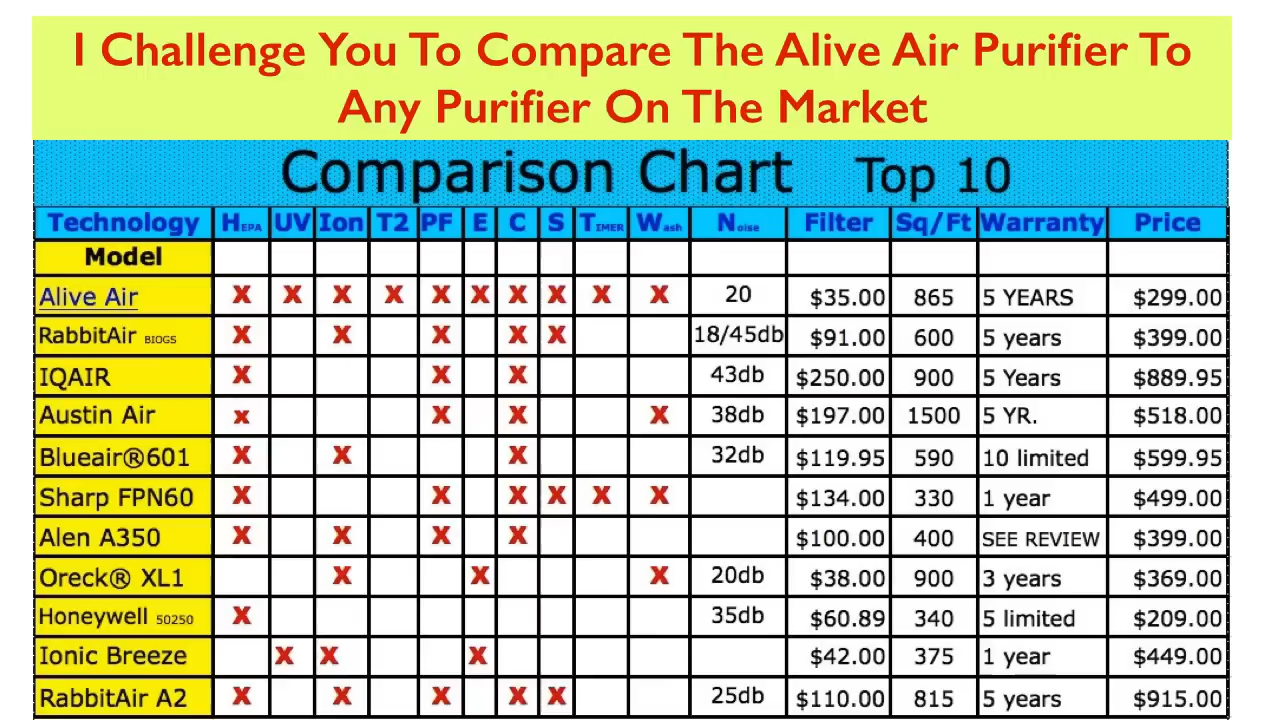 I Challenge You To Compare The Alive Air Purifier To
Any Purifier On The Market
Comparison Chart Top 10
Technology HEPA UV Ion T2 PF E C S TIMER Wash Noise Filter Sq/Ft Warranty Price
Model
Alive Air X X X X X X X X X X 20 $35.00 865 5 YEARS $299.00
RabbitAir BIOGS X X X X X 18/45db $91.00 600 5 years $399.00
IQAIR X X X 43db $250.00 900 5 Years $889.95
Austin Air x X X X 38db $197.00 1500 5 YR. $518.00
Blueair®601 X X X 32db $119.95 590 10 limited $599.95
Sharp FPN60 X X X X X X $134.00 330 1 year $499.00
Alen A350 X X X X $100.00 400 SEE REVIEW $399.00
Oreck® XL1 X X X 20db $38.00 900 3 years $369.00
Honeywell 50250 X 35db $60.89 340 5 limited $209.00
Ionic Breeze X X X $42.00 375 1 year $449.00
RabbitAir A2 X X X X X 25db $110.00 815 5 years $915.00